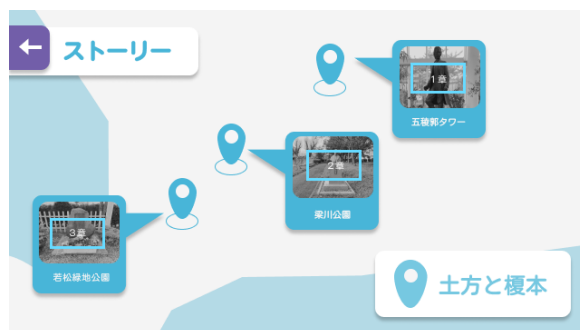 ストーリー
1章
五稜郭タワー
2章
梁川公園
3章
若松緑地公園
土方と榎本